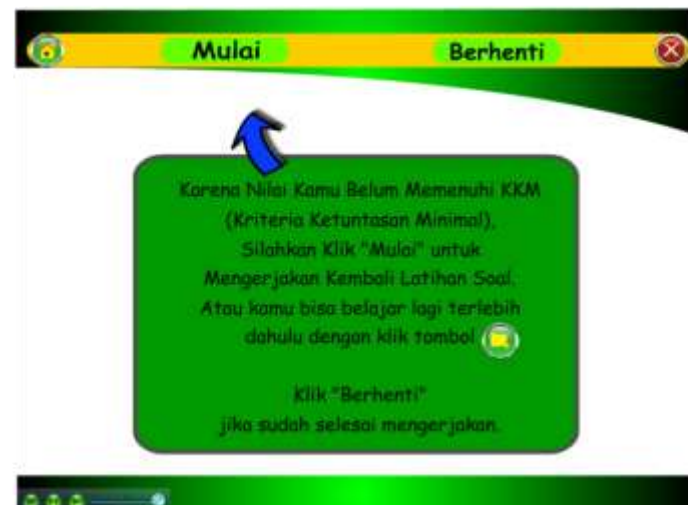 Mulai
Berhenti
Karena Nilai Kamu Belum Memenuhi KKM
(Kriteria Ketuntasan Minimal).
Silahkan Klik "Mulai" untuk
Mengerjakan Kembali Latihan Soal.
Atau kamu bisa belajar lagi terlebih
dahulu dengan klik tombol
Klik "Berhenti"
jika sudah selesai mengerjakan.